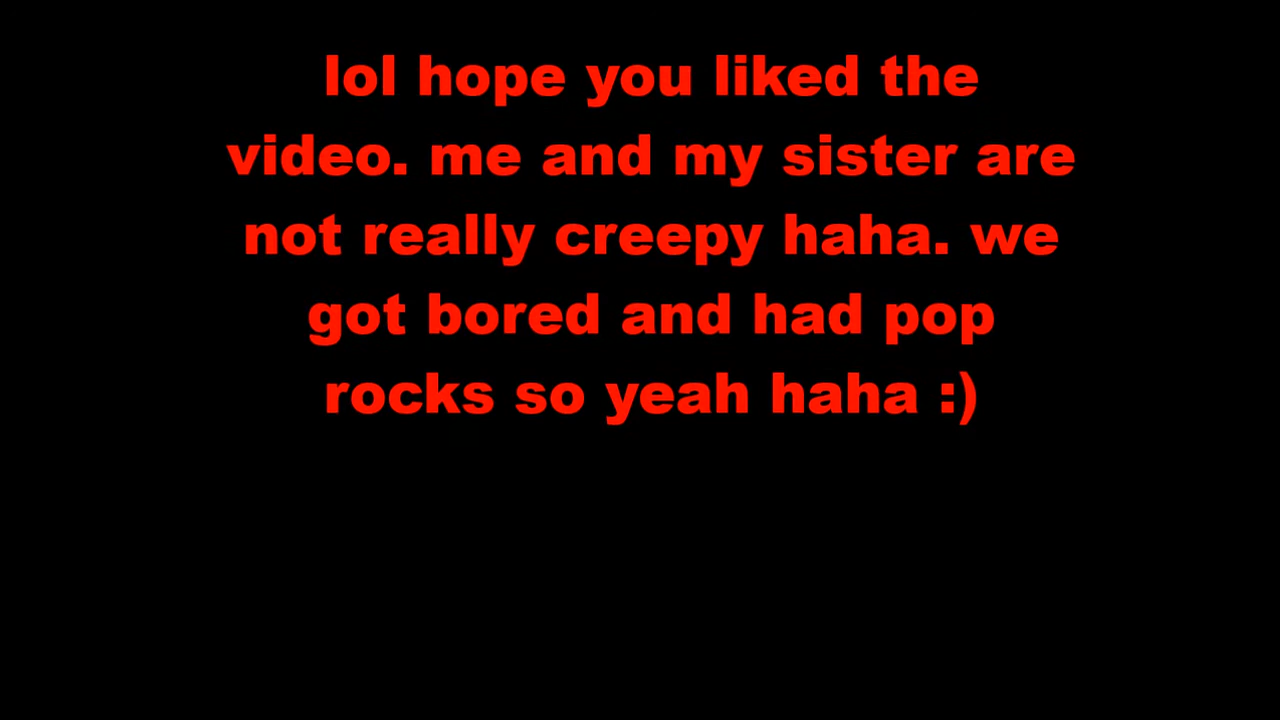 lol hope you liked the
video. me and my sister are
not really creepy haha. we
got bored and had pop
rocks so yeah haha :)